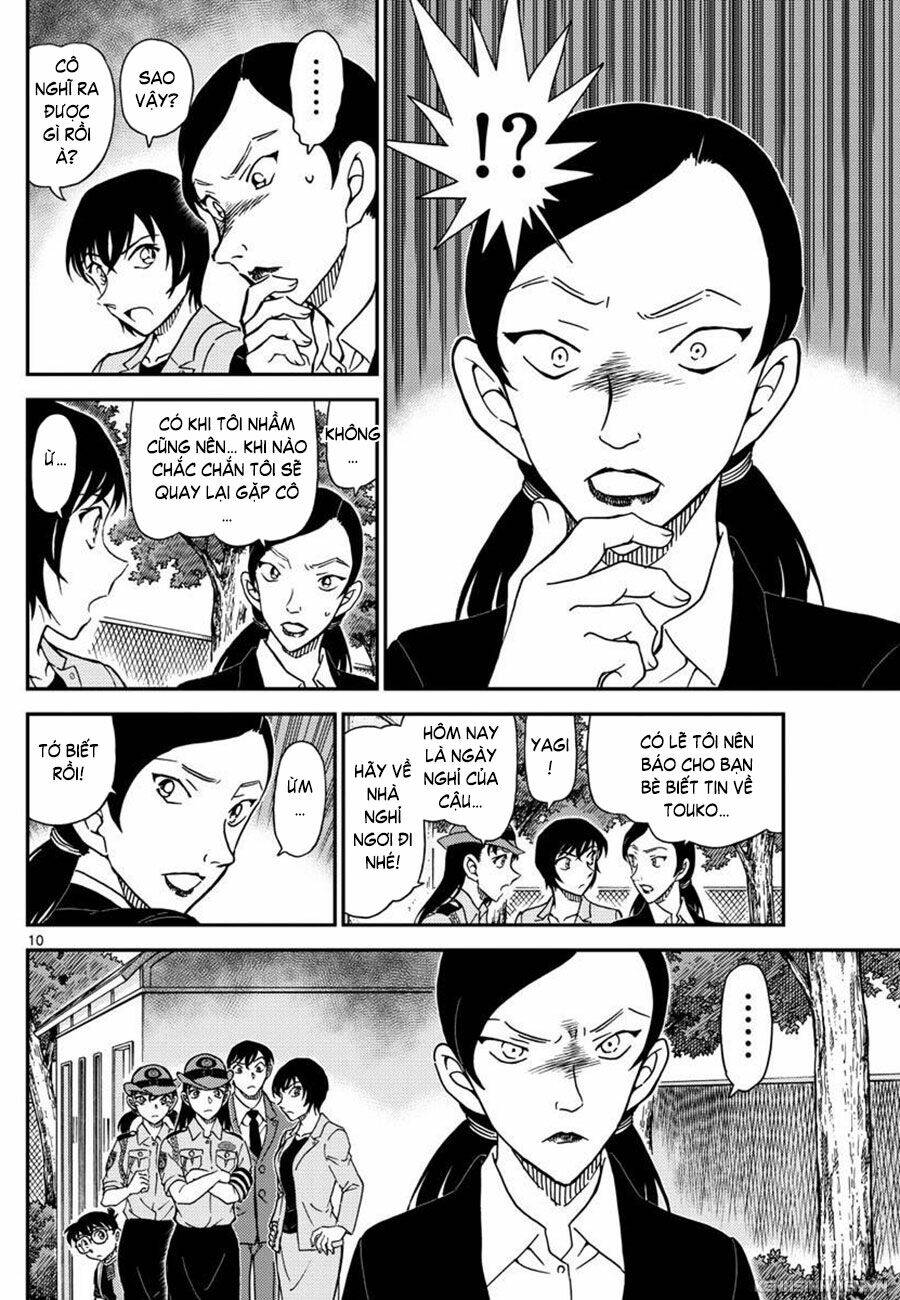 !?
......
SAO
VẬY?
CÔ
NGHĨ RA
ĐƯỢC
GÌ RỒI
À?
KHÔNG
...
CÓ KHI TÔI NHẦM
CŨNG NÊN... KHI NÀO
CHẮC CHẮN TÔI SẼ
QUAY LẠI GẶP CÔ
...
Ừ...
CÓ LẼ TÔI NÊN
BÁO CHO BẠN
BÈ BIẾT TIN VỀ
TOUKO...
YAGI
!
HÔM NAY
LÀ NGÀY
NGHỈ CỦA
CẬU...
HÃY VỀ
NHÀ
NGHỈ
NGƠI ĐI
NHÉ!
ỪM
...
TỚ BIẾT
RỒI!
10
.....